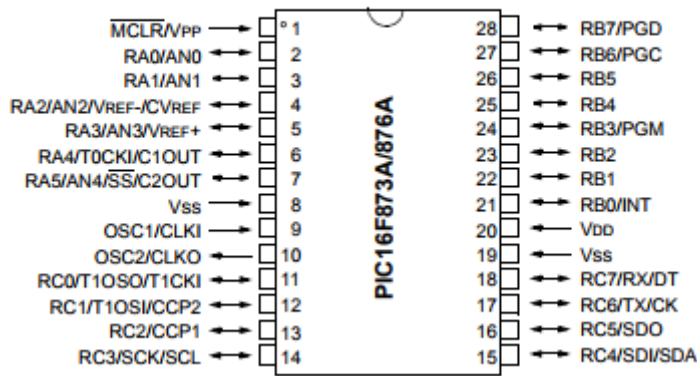 MCLR/VPP 1 28 RB7/PGD
RA0/AN0 2 27 RB6/PGC
RA1/AN1 3 26 RB5
RA2/AN2/VREF-/CVREF 4 25 RB4
RA3/AN3/VREF+ 5 24 RB3/PGM
RA4/T0CKI/C1OUT 6 23 RB2
RA5/AN4/SS/C2OUT 7 22 RB1
VSS 8 21 RB0/INT
OSC1/CLKI 9 20 VDD
OSC2/CLKO 10 19 VSS
RC0/T1OSO/T1CKI 11 18 RC7/RX/DT
RC1/T1OSI/CCP2 12 17 RC6/TX/CK
RC2/CCP1 13 16 RC5/SDO
RC3/SCK/SCL 14 15 RC4/SDI/SDA
PIC16F873A/876A